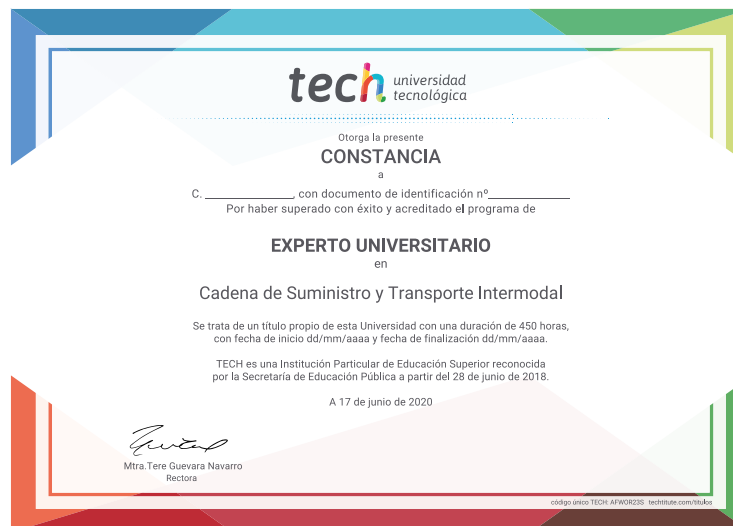 tech universidad
tecnológica
Otorga la presente
CONSTANCIA
a
C. ______________, con documento de identificación nº______________
Por haber superado con éxito y acreditado el programa de
EXPERTO UNIVERSITARIO
en
Cadena de Suministro y Transporte Intermodal
Se trata de un título propio de esta Universidad con una duración de 450 horas,
con fecha de inicio dd/mm/aaaa y fecha de finalización dd/mm/aaaa.
TECH es una Institución Particular de Educación Superior reconocida
por la Secretaría de Educación Pública a partir del 28 de junio de 2018.
A 17 de junio de 2020
Mtra.Tere Guevara Navarro
Rectora
código único TECH: AFWOR23S techtitute.com/titulos